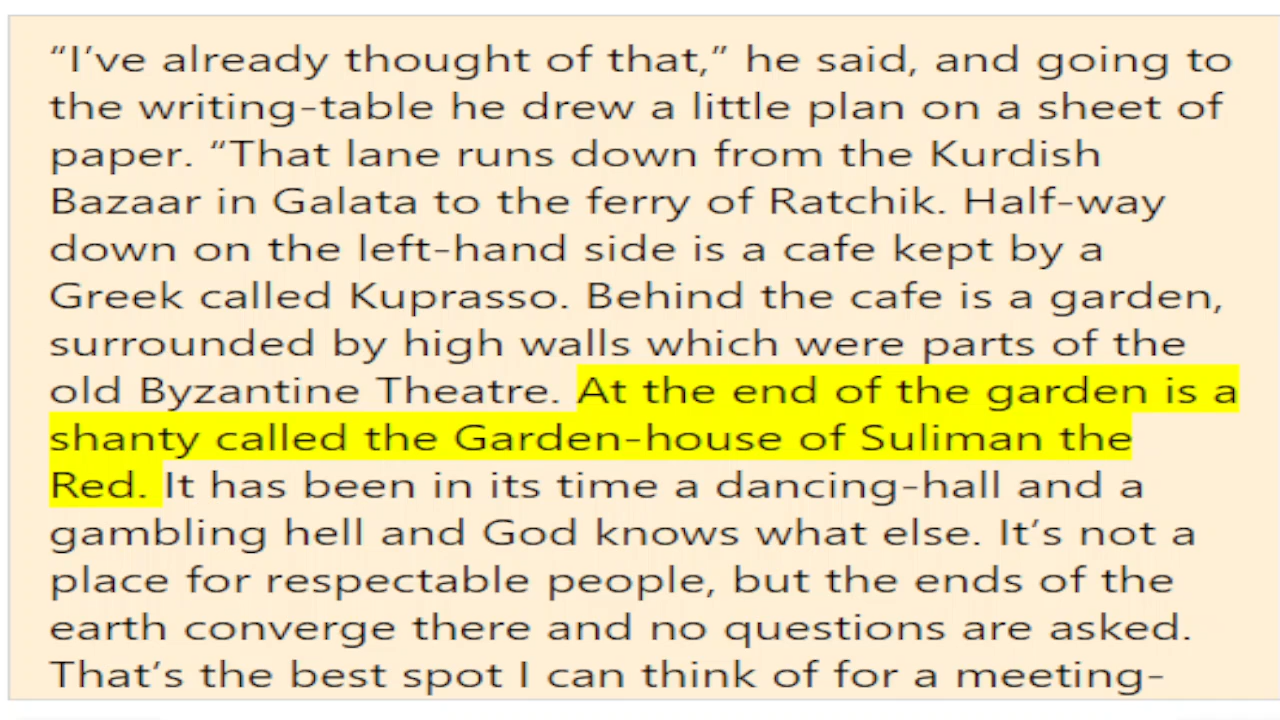 “I’ve already thought of that,” he said, and going to
the writing-table he drew a little plan on a sheet of
paper. “That lane runs down from the Kurdish
Bazaar in Galata to the ferry of Ratchik. Half-way
down on the left-hand side is a cafe kept by a
Greek called Kuprasso. Behind the cafe is a garden,
surrounded by high walls which were parts of the
old Byzantine Theatre. At the end of the garden is a
shanty called the Garden-house of Suliman the
Red. It has been in its time a dancing-hall and a
gambling hell and God knows what else. It’s not a
place for respectable people, but the ends of the
earth converge there and no questions are asked.
That’s the best spot I can think of for a meeting-